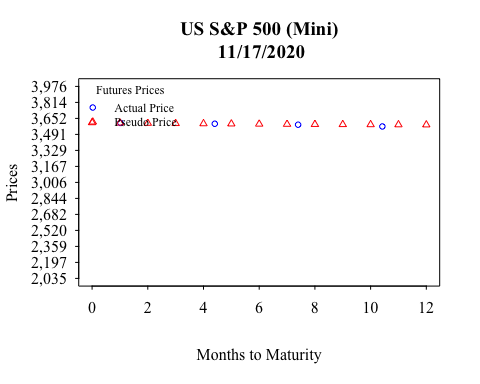 US S&P 500 (Mini)
11/17/2020
Futures Prices
Actual Price
Pseudo Price
Prices
3,976
3,814
3,652
3,491
3,329
3,167
3,006
2,844
2,682
2,520
2,359
2,197
2,035
0 2 4 6 8 10 12
Months to Maturity